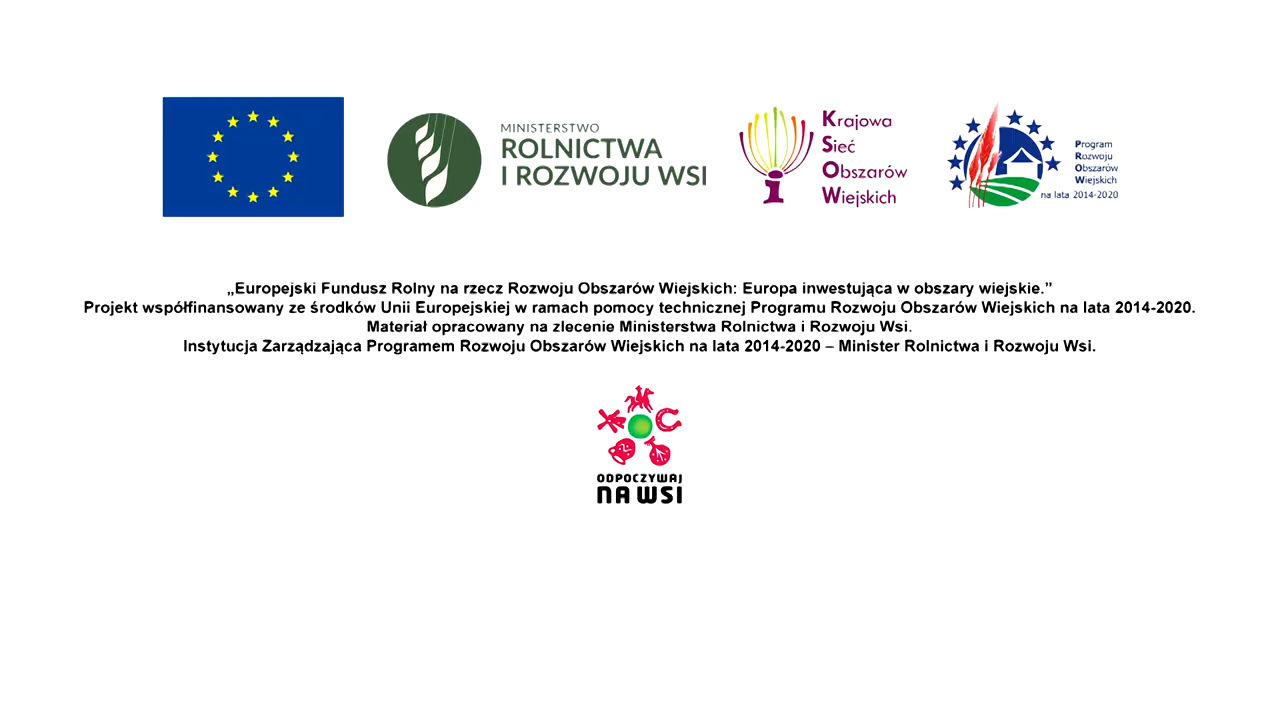 MINISTERSTWO
ROLNICTWA
I ROZWOJU WSI
Krajowa
Sieć
Obszarów
Wiejskich
Program
Rozwoju
Obszarów
Wiejskich
na lata 2014-2020
„Europejski Fundusz Rolny na rzecz Rozwoju Obszarów Wiejskich: Europa inwestująca w obszary wiejskie.”
Projekt współfinansowany ze środków Unii Europejskiej w ramach pomocy technicznej Programu Rozwoju Obszarów Wiejskich na lata 2014-2020.
Materiał opracowany na zlecenie Ministerstwa Rolnictwa i Rozwoju Wsi.
Instytucja Zarządzająca Programem Rozwoju Obszarów Wiejskich na lata 2014-2020 – Minister Rolnictwa i Rozwoju Wsi.
ODPOCZYWAJ
NA WSI